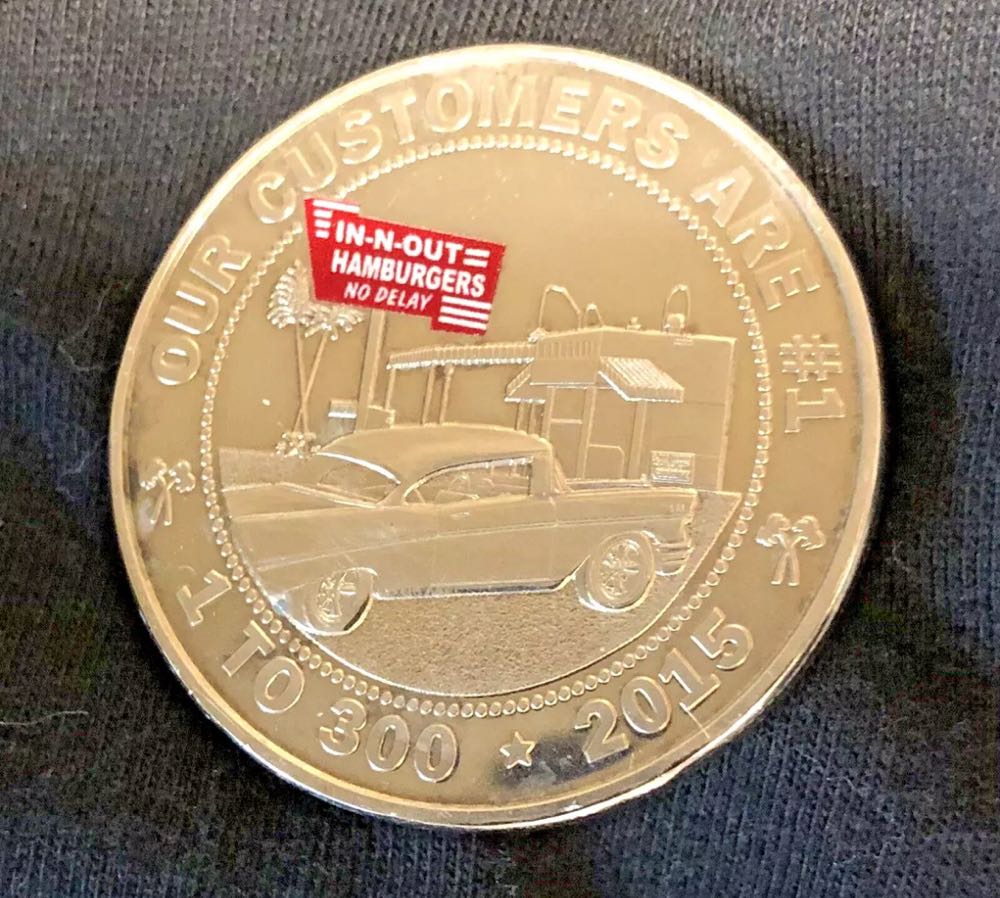 OUR CUSTOMERS ARE #1
IN-N-OUT
HAMBURGERS
NO DELAY
1 TO 300 ★ 2015